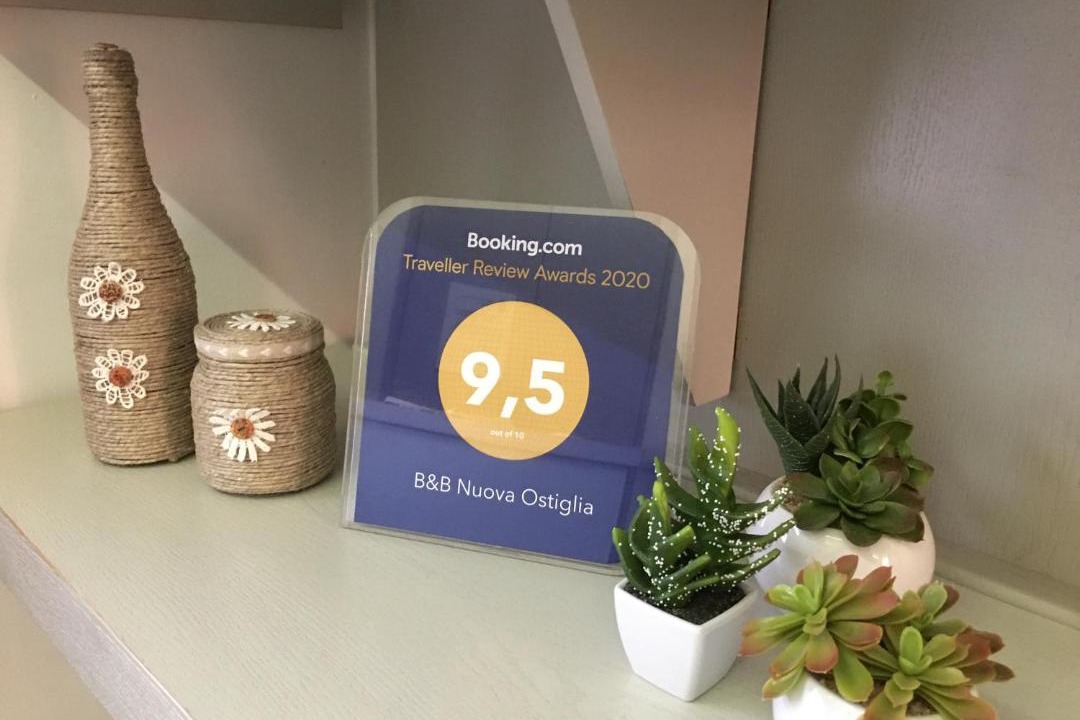 Booking.com
Traveller Review Awards 2020
9,5
out of 10
B&B Nuova Ostiglia